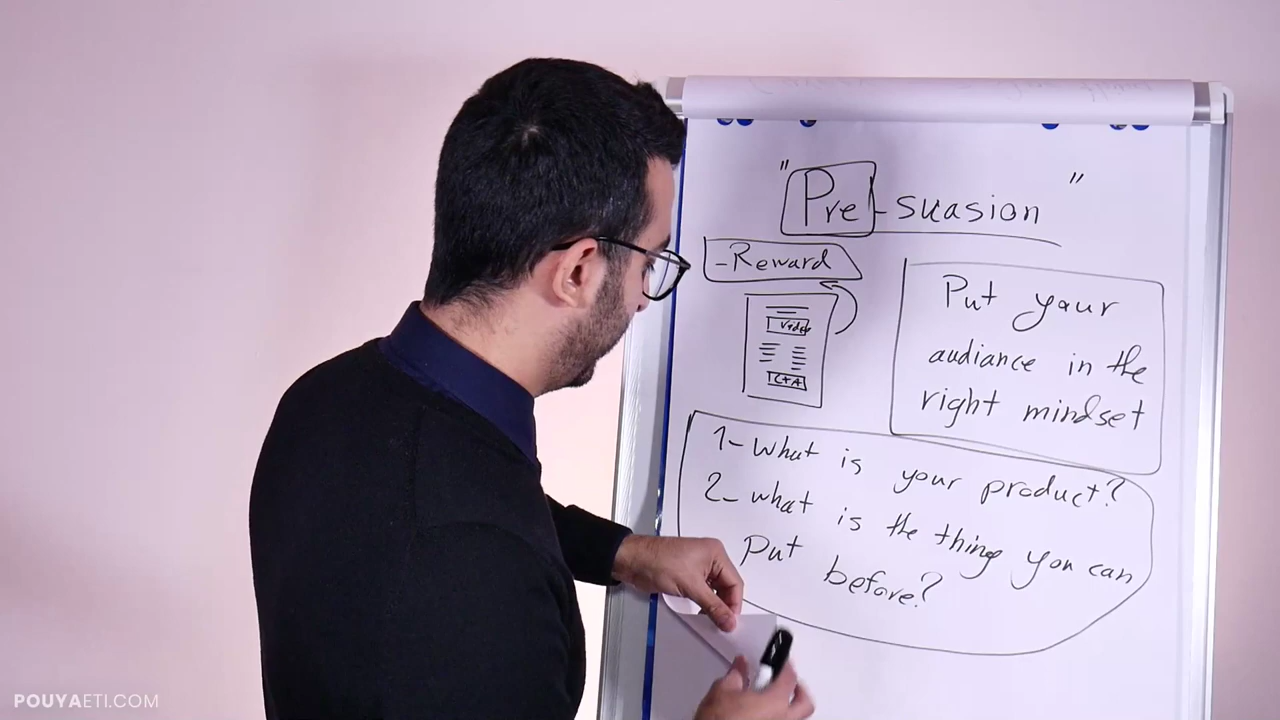 "Pre-suasion"
-Reward
Video
CTA
Put your
audiance in the
right mindset
1- What is your product?
2- what is the thing you can
put before?
POUYAETI.COM